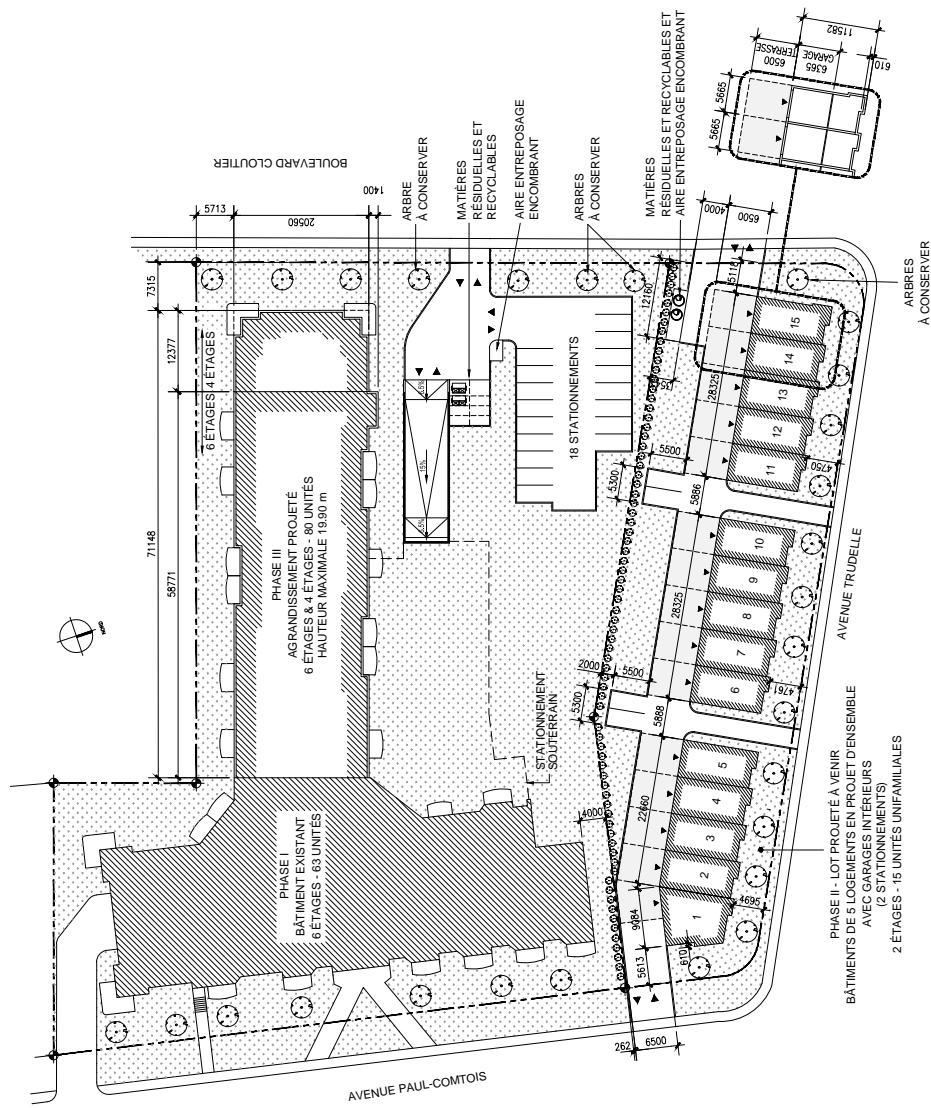 BOULEVARD CLOUTIER
5713
20560
1400
7315
12377
71148
58771
6 ÉTAGES
4 ÉTAGES
PHASE III
AGRANDISSEMENT PROJETÉ
6 ÉTAGES & 4 ÉTAGES - 80 UNITÉS
HAUTEUR MAXIMALE 19.90 m
PHASE I
BÂTIMENT EXISTANT
6 ÉTAGES - 63 UNITÉS
STATIONNEMENT
SOUTERRAIN
4000
15%
18 STATIONNEMENTS
ARBRE
À CONSERVER
MATIÈRES
RÉSIDUELLES ET
RECYCLABLES
AIRE ENTREPOSAGE
ENCOMBRANT
ARBRES
À CONSERVER
MATIÈRES
RÉSIDUELLES ET RECYCLABLES ET
AIRE ENTREPOSAGE ENCOMBRANT
11582
6500
TERRASSE
6365
GARAGE
610
5665
5665
4000
6500
5118
12160
ARBRES
À CONSERVER
28325
5500
5300
5886
4750
15
14
13
12
11
28325
2000
5500
5300
5888
4761
10
9
8
7
6
22660
9084
5613
610
4695
5
4
3
2
1
262
6500
AVENUE TRUDELLE
AVENUE PAUL-COMTOIS
PHASE II - LOT PROJETÉ À VENIR
BÂTIMENTS DE 5 LOGEMENTS EN PROJET D'ENSEMBLE
AVEC GARAGES INTÉRIEURS
(2 STATIONNEMENTS)
2 ÉTAGES - 15 UNITÉS UNIFAMILIALES